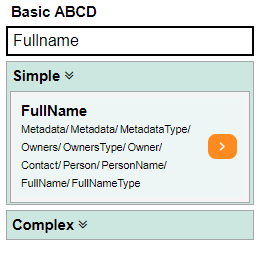 Basic ABCD
Fullname
Simple
FullName
Metadata/ Metadata/ MetadataType/
Owners/ OwnersType/ Owner/
Contact/ Person/ PersonName/
FullName/ FullNameType
Complex